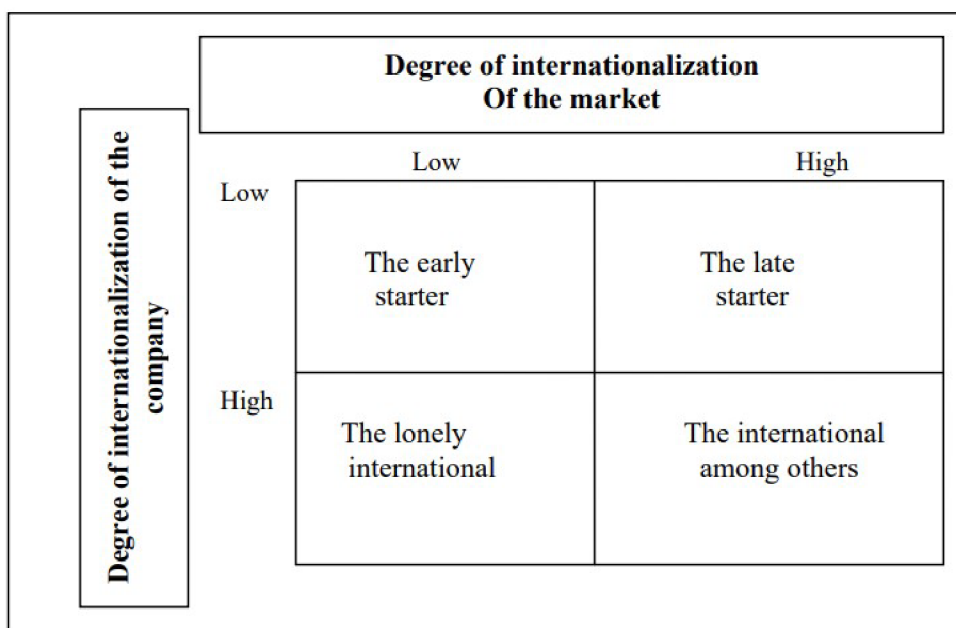 Degree of internationalization
Of the market
Degree of internationalization of the
company
Low
High
Low
The early
starter
The late
starter
High
The lonely
international
The international
among others